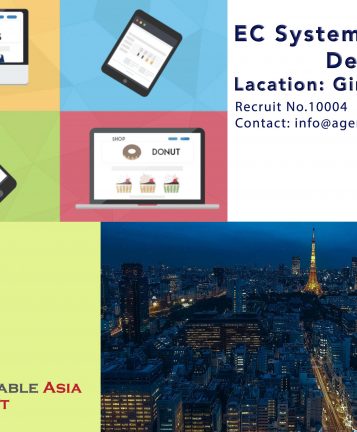 EC System
De
Lacation: Gi
Recruit No.10004
Contact: info@age
S
SHOP
DONUT
ABLE ASIA
T